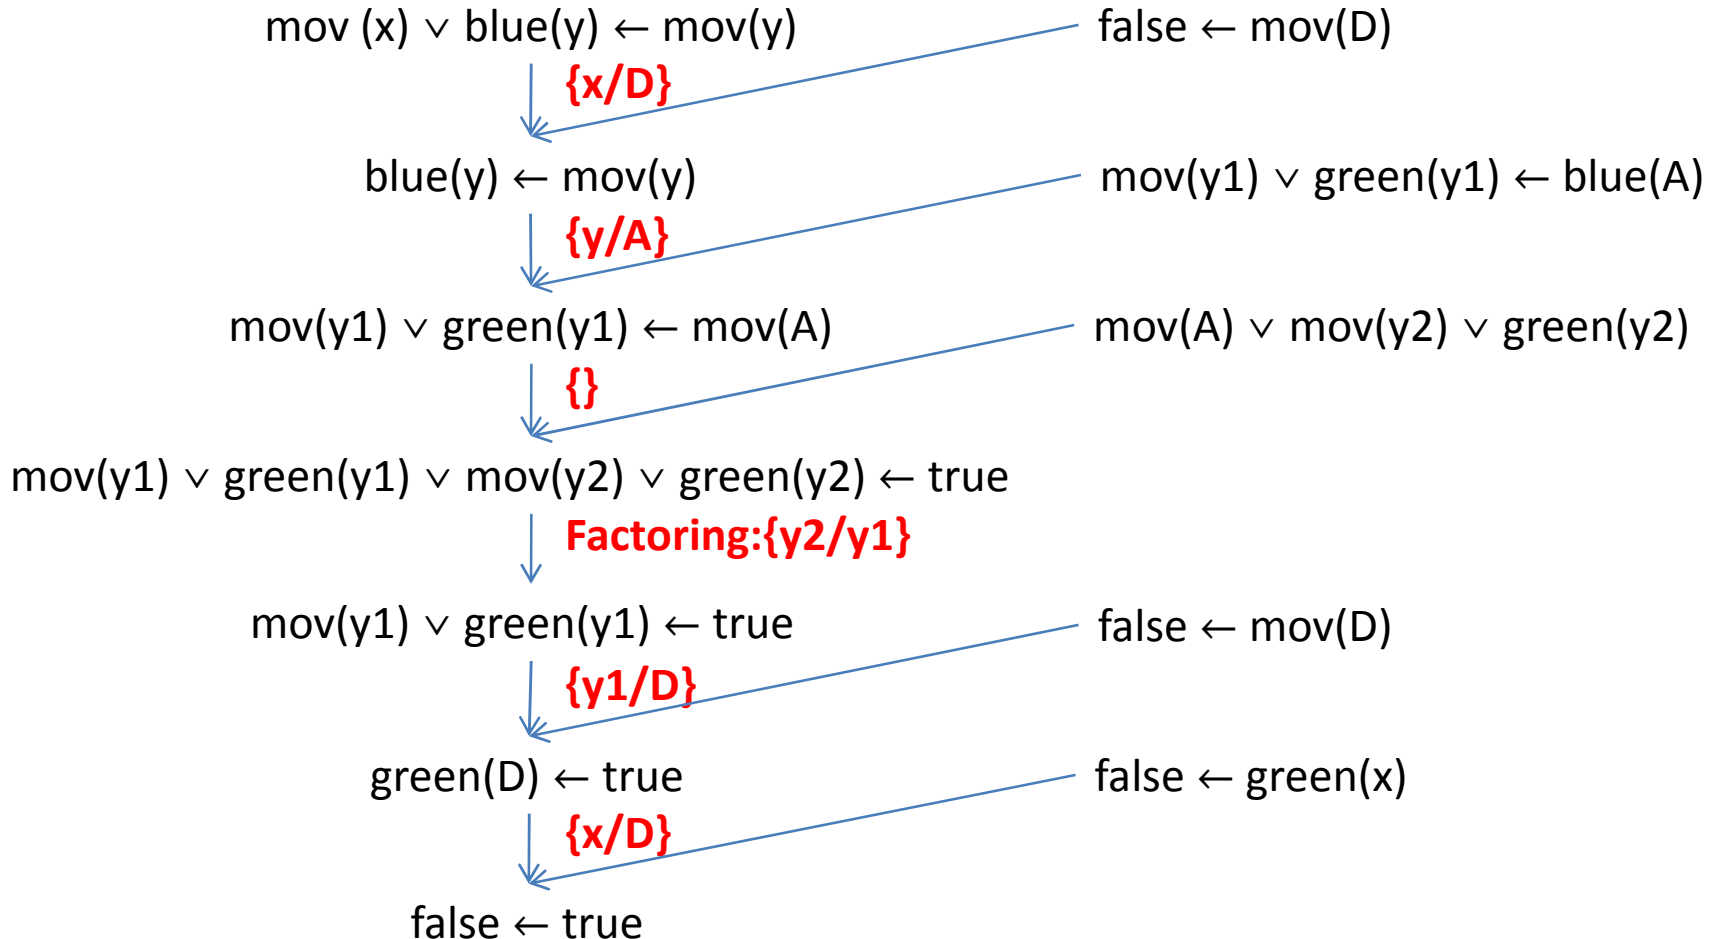 mov (x) ∨ blue(y) ← mov(y)
false ← mov(D)
{x/D}
blue(y) ← mov(y)
mov(y1) ∨ green(y1) ← blue(A)
{y/A}
mov(y1) ∨ green(y1) ← mov(A)
mov(A) ∨ mov(y2) ∨ green(y2)
{}
mov(y1) ∨ green(y1) ∨ mov(y2) ∨ green(y2) ← true
Factoring:{y2/y1}
mov(y1) ∨ green(y1) ← true
false ← mov(D)
{y1/D}
green(D) ← true
false ← green(x)
{x/D}
false ← true